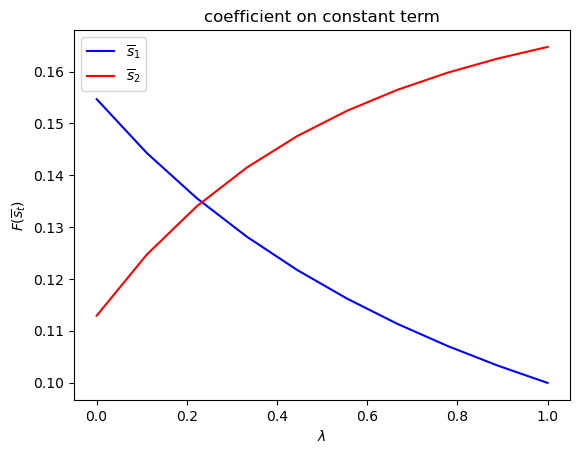 coefficient on constant term
s̅₁
s̅₂
F(s̅ₜ)
0.16
0.15
0.14
0.13
0.12
0.11
0.10
0.0 0.2 0.4 0.6 0.8 1.0
λ